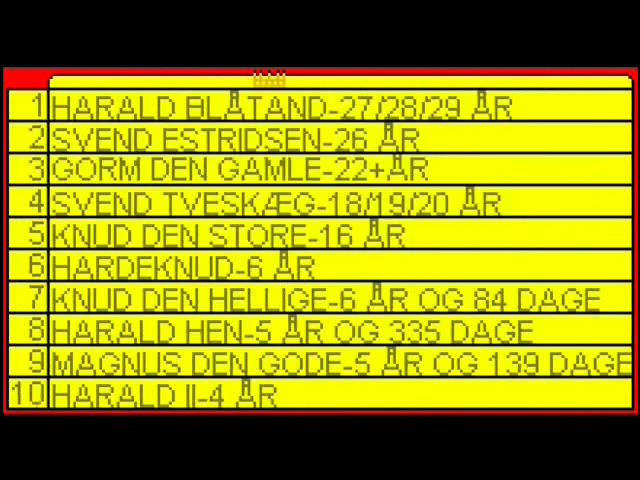 1 HARALD BLÅTAND-27/28/29 ÅR
2 SVEND ESTRIDSEN-26 ÅR
3 GORM DEN GAMLE-22+ÅR
4 SVEND TVESKÆG-18/19/20 ÅR
5 KNUD DEN STORE-16 ÅR
6 HARDEKNUD-6 ÅR
7 KNUD DEN HELLIGE-6 ÅR OG 84 DAGE
8 HARALD HEN-5 ÅR OG 335 DAGE
9 MAGNUS DEN GODE-5 ÅR OG 139 DAGE
10 HARALD II-4 ÅR